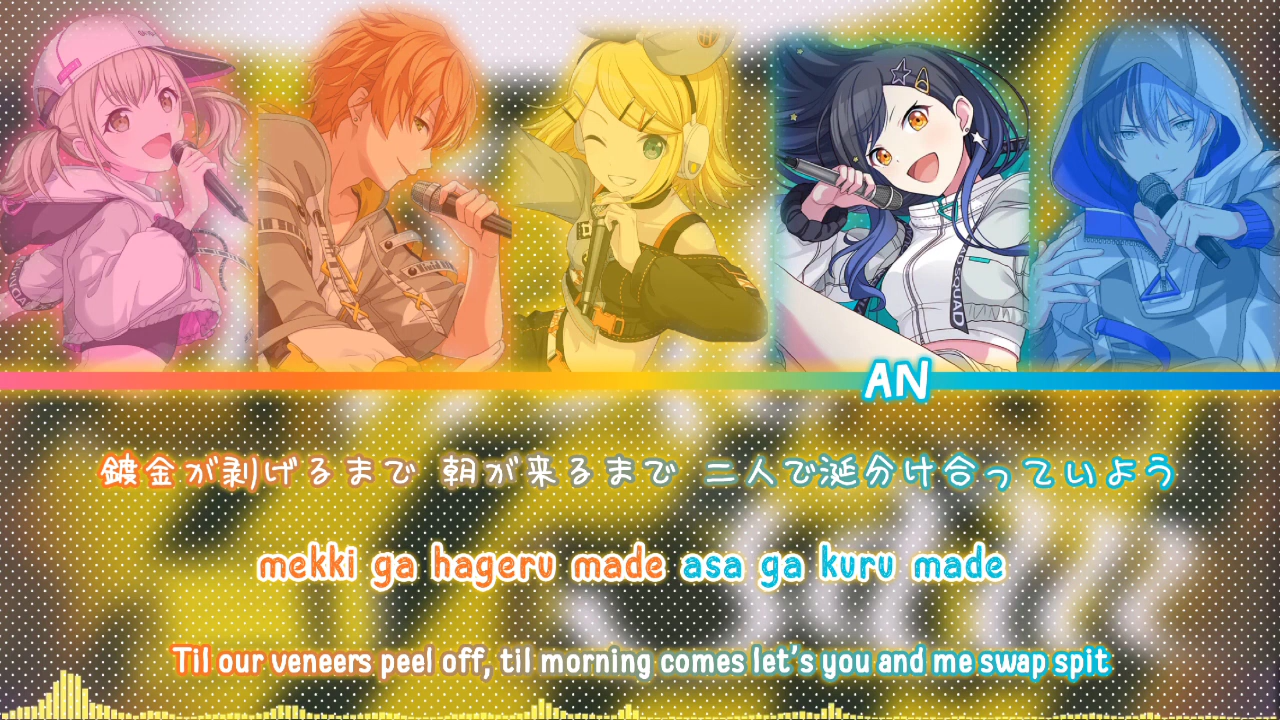 AN
鍍金が剥げるまで 朝が来るまで 二人で涎分け合っていよう
mekki ga hageru made asa ga kuru made
Til our veneers peel off, til morning comes let's you and me swap spit